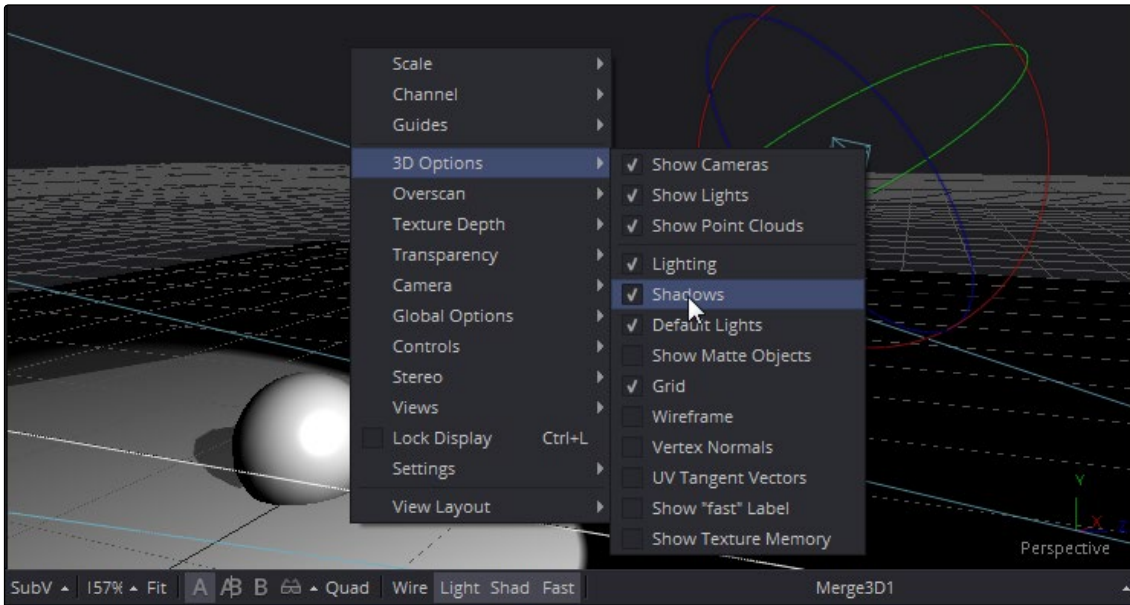 Scale
Channel
Guides
3D Options
Overscan
Texture Depth
Transparency
Camera
Global Options
Controls
Stereo
Views
Lock Display Ctrl+L
Settings
View Layout
Show Cameras
Show Lights
Show Point Clouds
Lighting
Shadows
Default Lights
Show Matte Objects
Grid
Wireframe
Vertex Normals
UV Tangent Vectors
Show "fast" Label
Show Texture Memory
Y
X
Z
Perspective
SubV 157% Fit A AB B Quad Wire Light Shad Fast Merge3D1